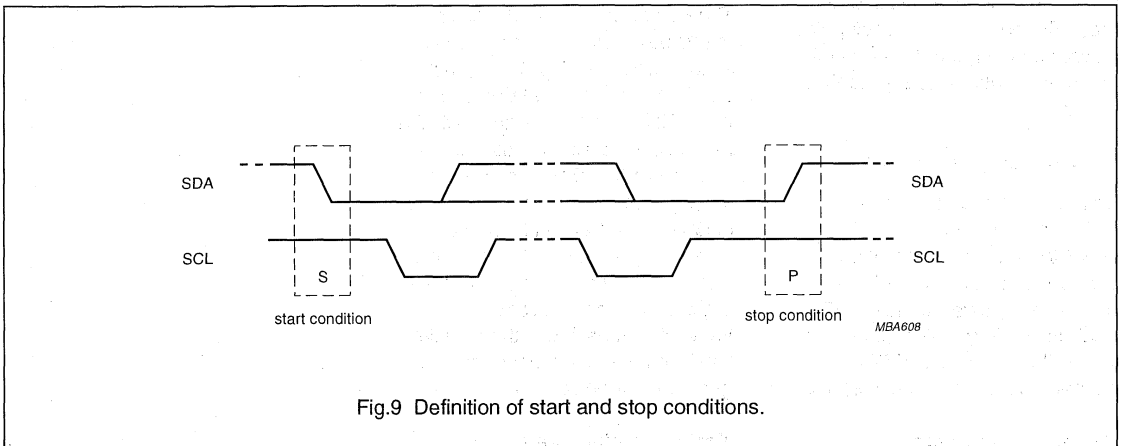 SDA
SDA
SCL
SCL
S
P
start condition
stop condition
MBA608
Fig.9 Definition of start and stop conditions.